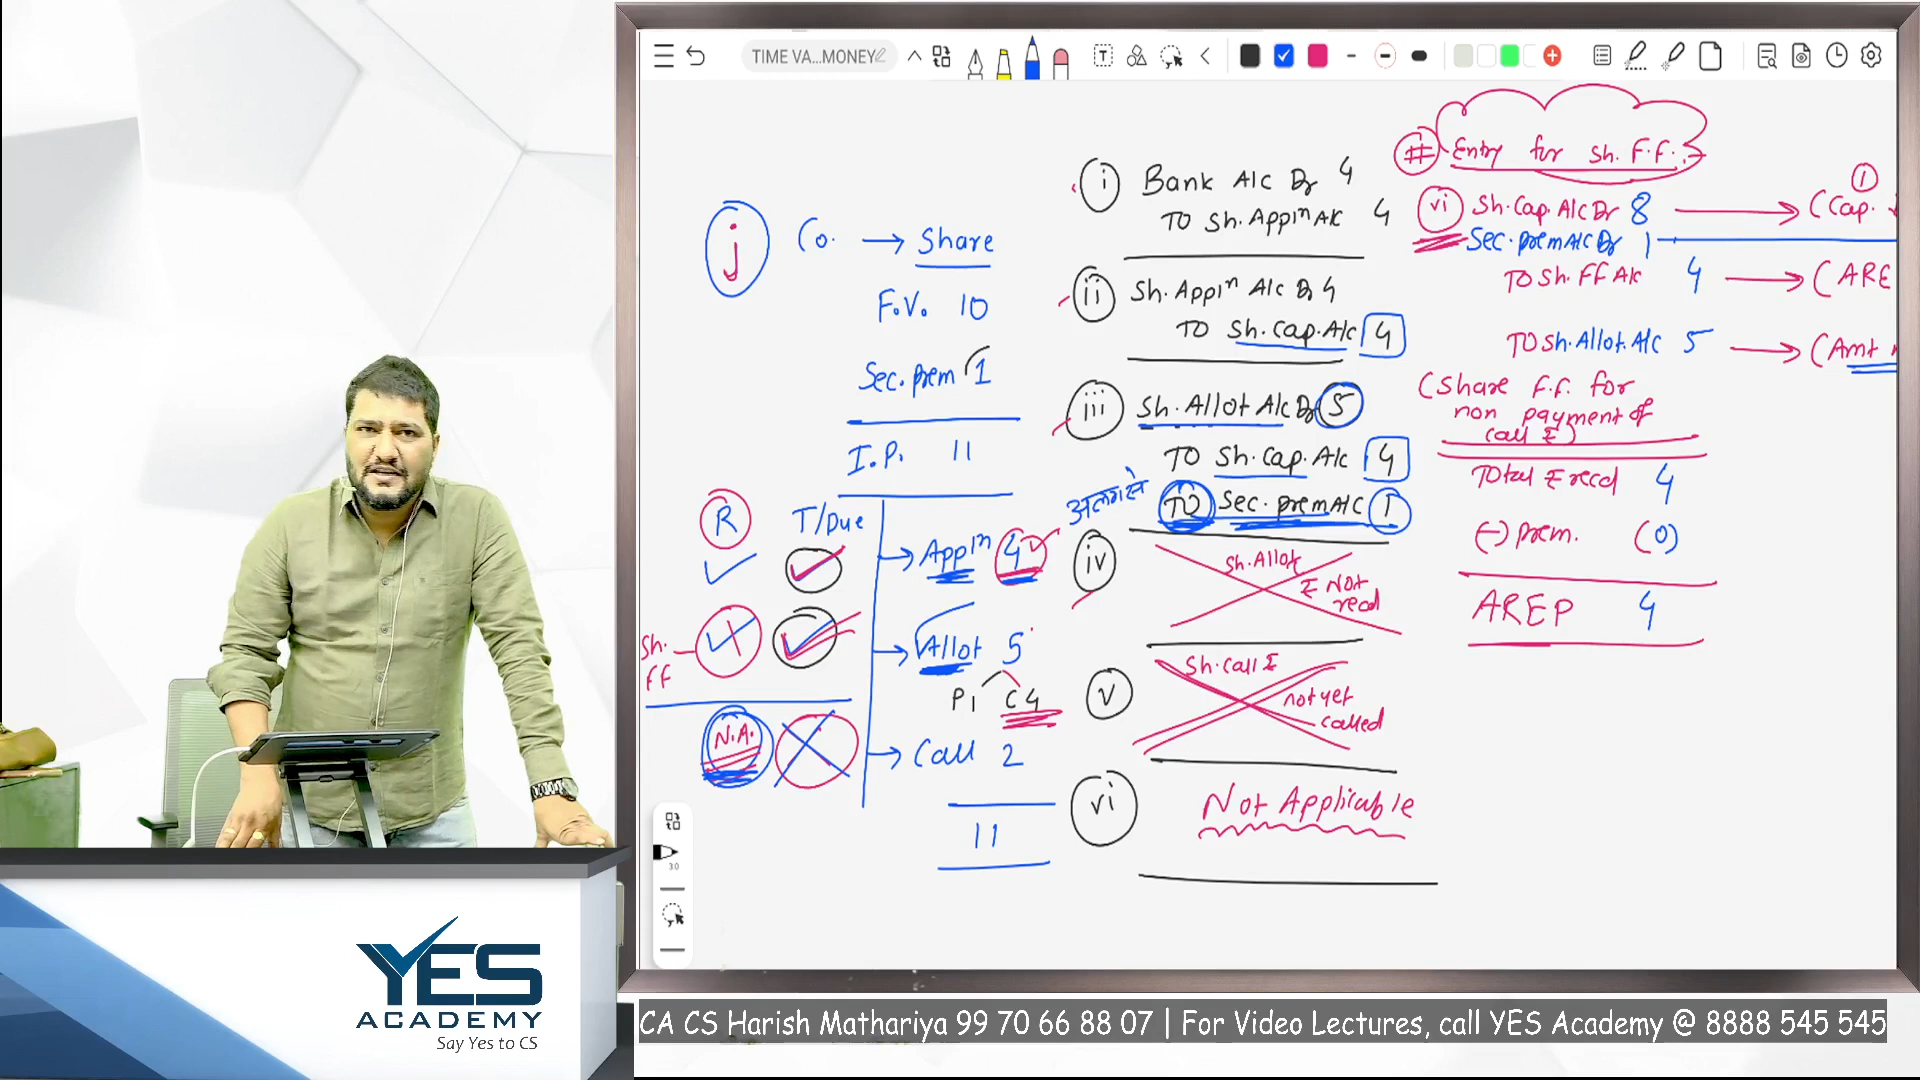 TIME VA...MONEY
j
Co. → Share
F.V. 10
Sec. prem 1
I.P. 11
R
T/Due
→ Appln 4
Sh. FF
→ Allot 5
P1 C4
N.A.
→ Call 2
11
i Bank A/c Dr 4
To Sh. Appln A/c 4
ii Sh. Appln A/c Dr 4
To Sh. Cap. A/c 4
iii Sh. Allot A/c Dr 5
To Sh. Cap. A/c 4
To Sec. prem A/c 1
iv
Sh. Allot
E Not
recd
v
Sh. Call E
not yet
called
vi Not Applicable
# Entry for Sh. F.F.
1
vi Sh. Cap. A/c Dr 8 → (Cap.
Sec. prem A/c Dr 1
To Sh. FF A/c 4 → (ARE
To Sh. Allot. A/c 5 → (Amt
(Share F.F. for
non payment of
call E)
Total E recd 4
(-) prem. (0)
AREP 4
30
YES
ACADEMY
Say Yes to CS
CA CS Harish Mathariya 99 70 66 88 07 | For Video Lectures, call YES Academy @ 8888 545 545